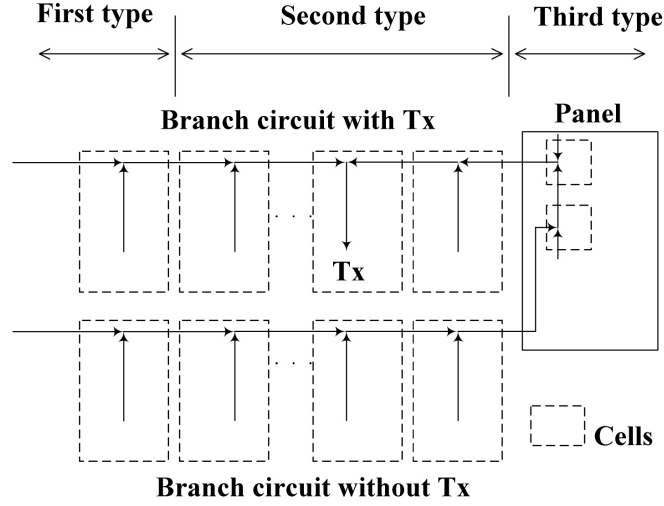 First type
Second type
Third type
Branch circuit with Tx
Panel
. . .
Tx
. . .
Cells
Branch circuit without Tx